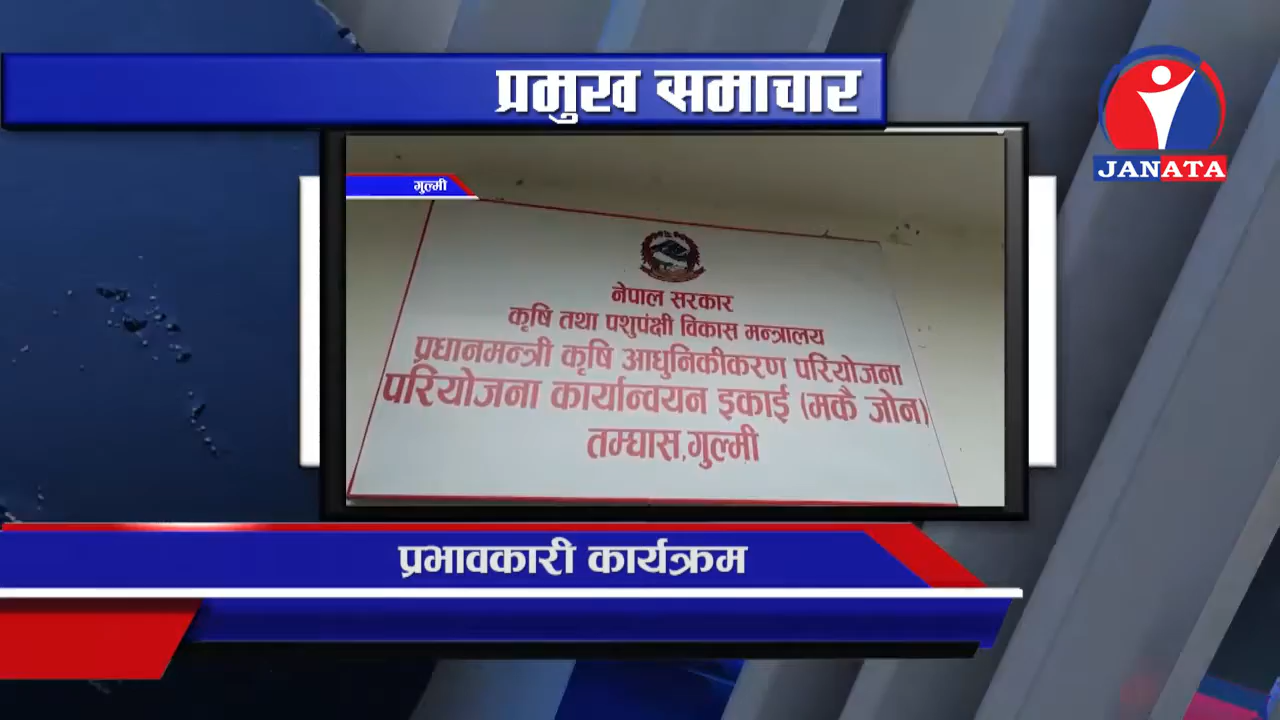 प्रमुख समाचार
JANATA
गुल्मी
नेपाल सरकार
कृषि तथा पशुपंक्षी विकास मन्त्रालय
प्रधानमन्त्री कृषि आधुनिकीकरण परियोजना
परियोजना कार्यान्वयन इकाई (मकै जोन)
तम्घास,गुल्मी
प्रभावकारी कार्यक्रम